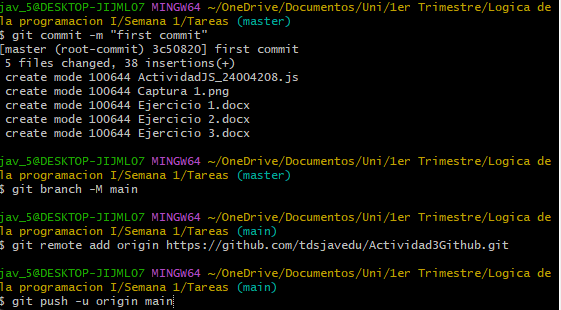 jav_5@DESKTOP-JIJML07 MINGW64 ~/OneDrive/Documentos/Uni/1er Trimestre/Logica de
la programacion I/Semana 1/Tareas (master)
$ git commit -m "first commit"
[master (root-commit) 3c50820] first commit
 5 files changed, 38 insertions(+)
 create mode 100644 ActividadJS_24004208.js
 create mode 100644 Captura 1.png
 create mode 100644 Ejercicio 1.docx
 create mode 100644 Ejercicio 2.docx
 create mode 100644 Ejercicio 3.docx
jav_5@DESKTOP-JIJML07 MINGW64 ~/OneDrive/Documentos/Uni/1er Trimestre/Logica de
la programacion I/Semana 1/Tareas (master)
$ git branch -M main
jav_5@DESKTOP-JIJML07 MINGW64 ~/OneDrive/Documentos/Uni/1er Trimestre/Logica de
la programacion I/Semana 1/Tareas (main)
$ git remote add origin https://github.com/tdsjavedu/Actividad3Github.git
jav_5@DESKTOP-JIJML07 MINGW64 ~/OneDrive/Documentos/Uni/1er Trimestre/Logica de
la programacion I/Semana 1/Tareas (main)
$ git push -u origin main